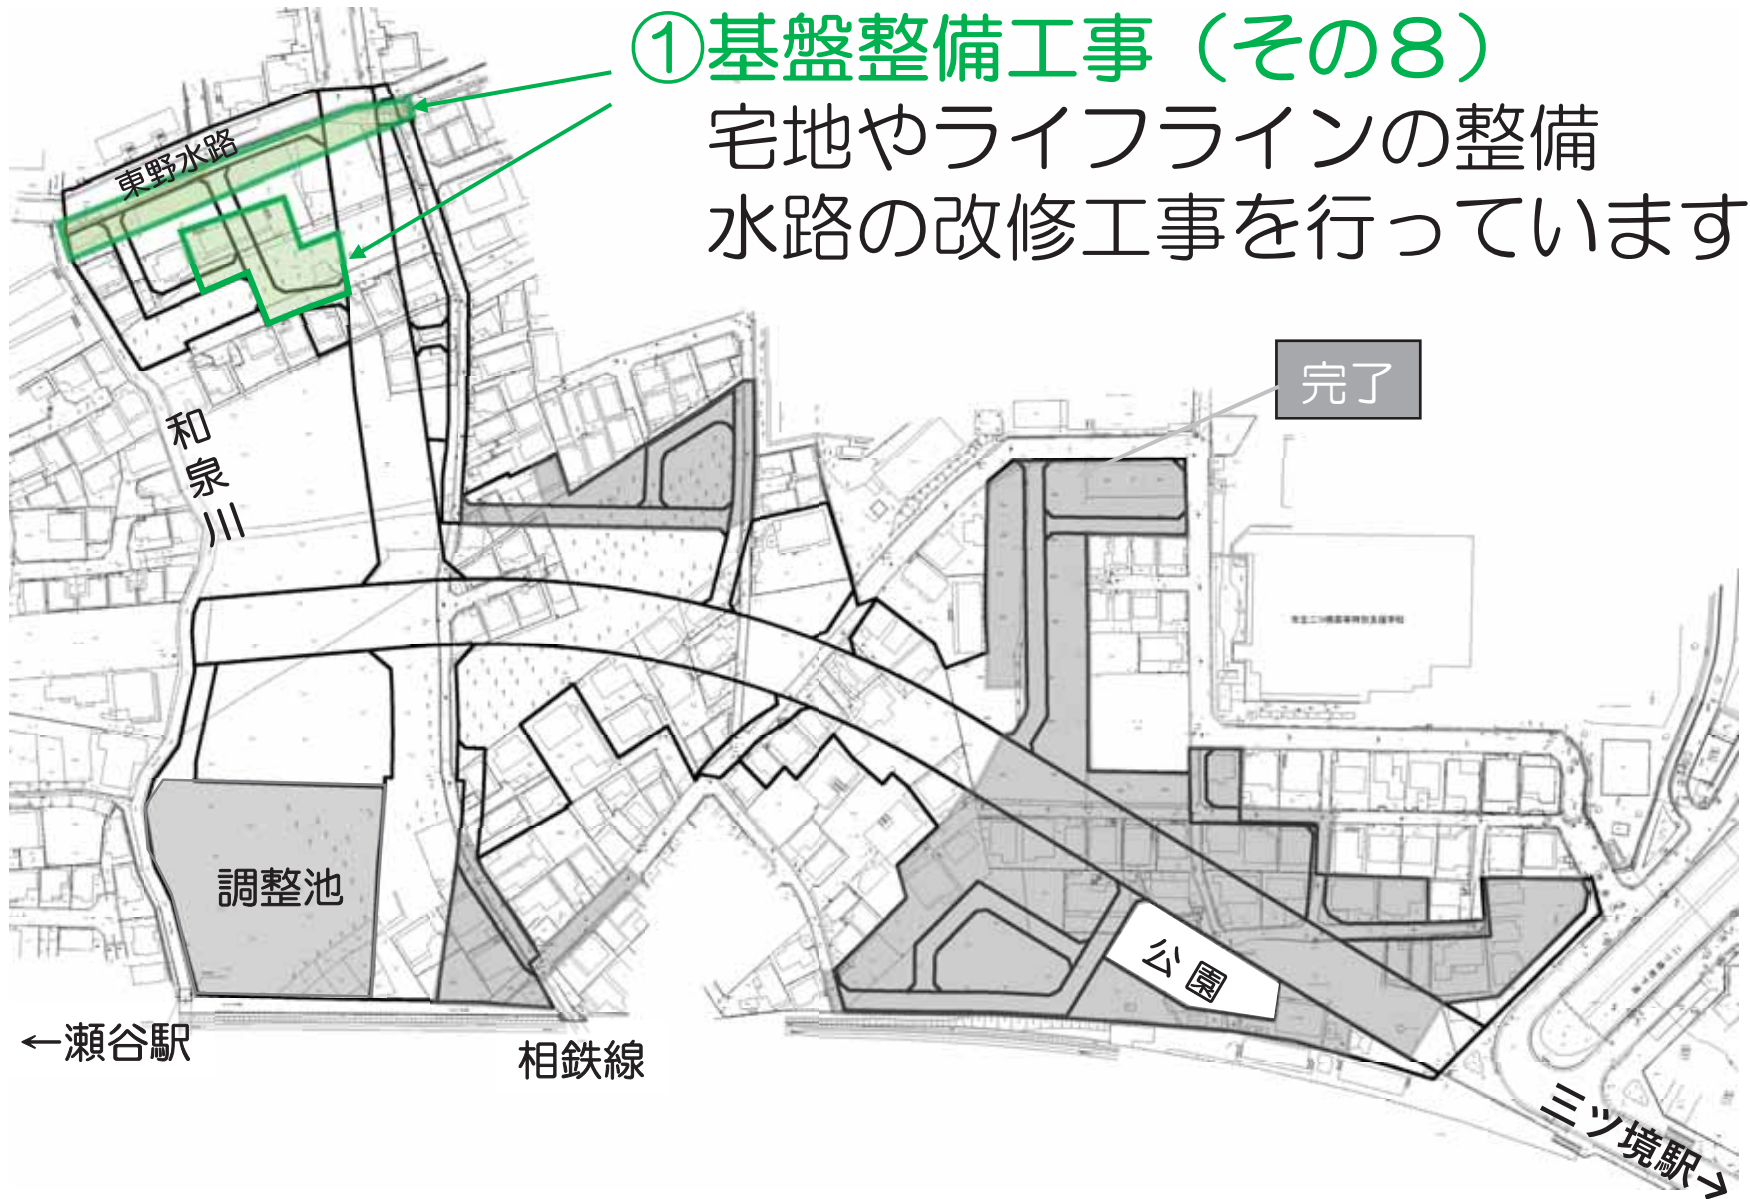 ①基盤整備工事（その８）
宅地やライフラインの整備
水路の改修工事を行っています
東野水路
完了
和泉川
調整池
公園
←瀬谷駅
相鉄線
三ツ境駅→